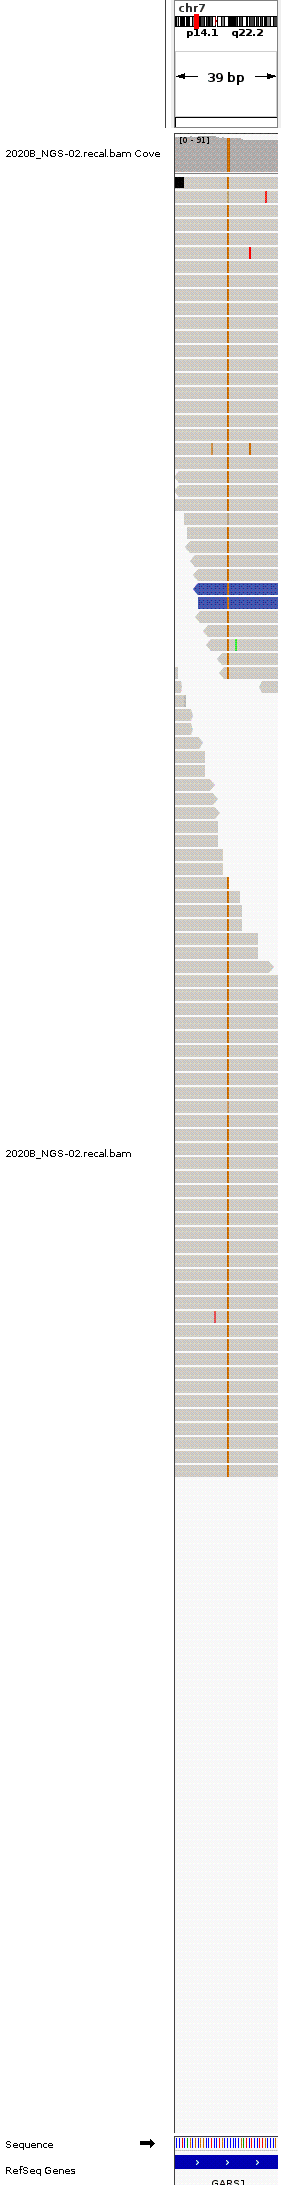 chr7
p14.1 q22.2
39 bp
[0 - 91]
2020B_NGS-02.recal.bam Cove
2020B_NGS-02.recal.bam
Sequence
RefSeq Genes
GARS1